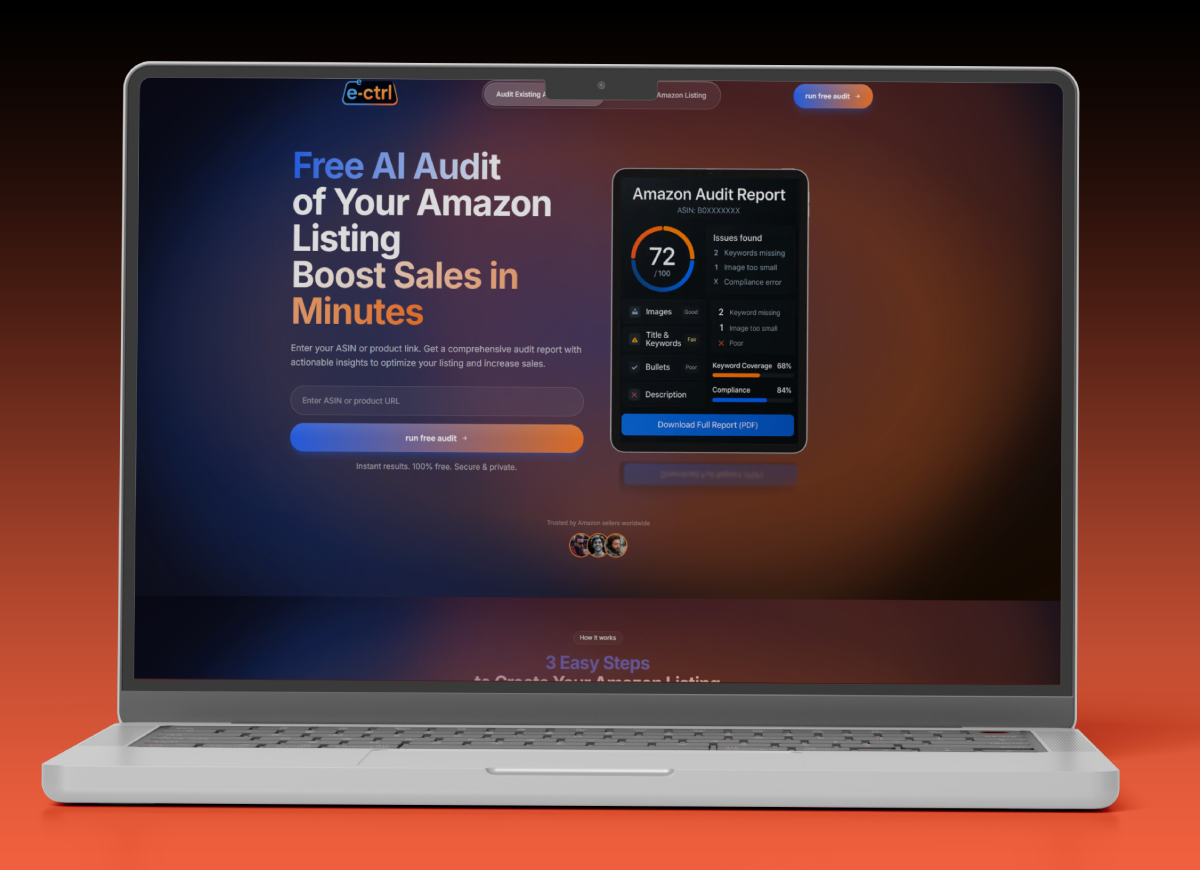 e-ctrl
Audit Existing A
Amazon Listing
run free audit →
Free AI Audit
of Your Amazon
Listing
Boost Sales in
Minutes
Enter your ASIN or product link. Get a comprehensive audit report with
actionable insights to optimize your listing and increase sales.
Enter ASIN or product URL
run free audit →
Instant results. 100% free. Secure & private.
Amazon Audit Report
ASIN: B0XXXXXXX
72
/100
Issues found
2 Keywords missing
1 Image too small
X Compliance error
Images Good
Title &
Keywords Fair
Bullets Poor
Description
2 Keyword missing
1 Image too small
✕ Poor
Keyword Coverage 68%
Compliance 84%
Download Full Report (PDF)
Trusted by Amazon sellers worldwide
How it works
3 Easy Steps
to Create Your Amazon Listing